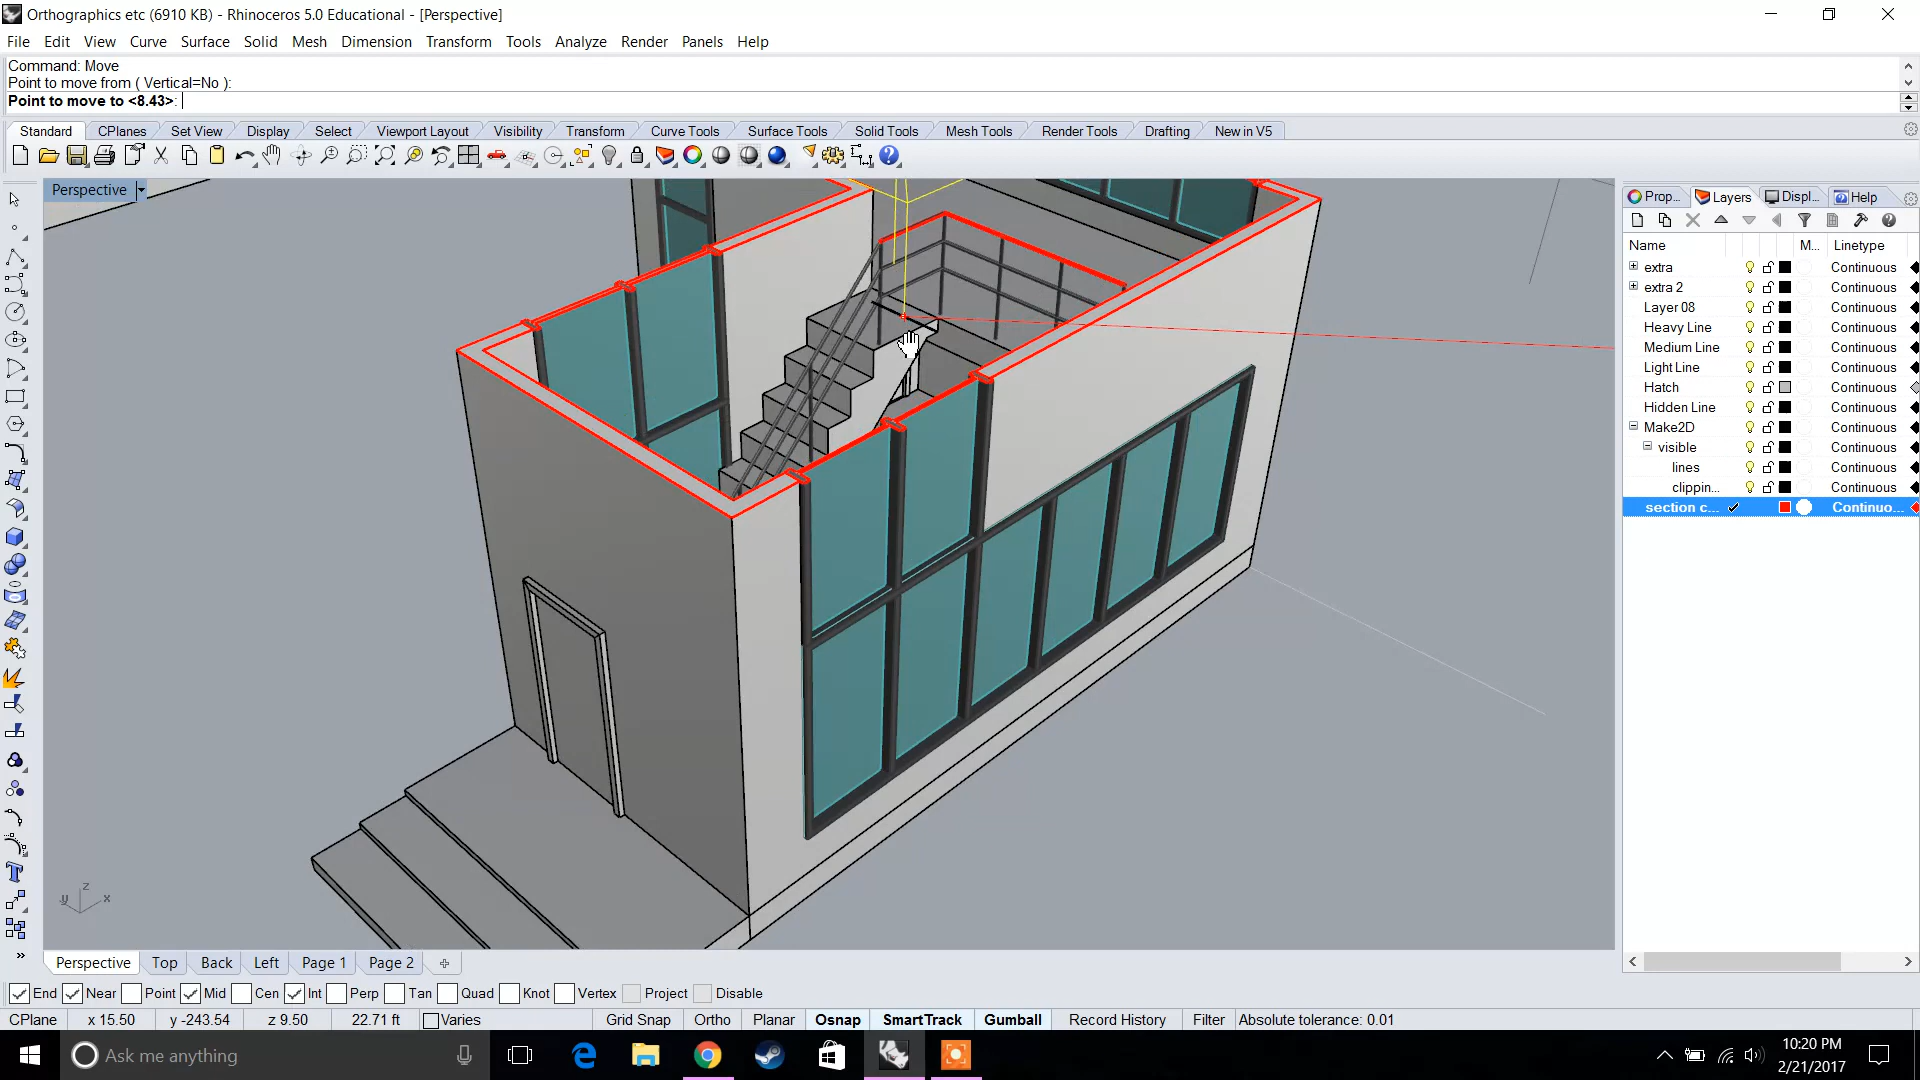 Orthographics etc (6910 KB) - Rhinoceros 5.0 Educational - [Perspective]
File Edit View Curve Surface Solid Mesh Dimension Transform Tools Analyze Render Panels Help
Command: Move
Point to move from ( Vertical=No ):
Point to move to <8.43>:
Standard CPlanes Set View Display Select Viewport Layout Visibility Transform Curve Tools Surface Tools Solid Tools Mesh Tools Render Tools Drafting New in V5
Perspective
Prop... Layers Displ... Help
Name M... Linetype
extra Continuous
extra 2 Continuous
Layer 08 Continuous
Heavy Line Continuous
Medium Line Continuous
Light Line Continuous
Hatch Continuous
Hidden Line Continuous
Make2D Continuous
visible Continuous
lines Continuous
clippin... Continuous
section c... Continuo...
z
y x
Perspective Top Back Left Page 1 Page 2
End Near Point Mid Cen Int Perp Tan Quad Knot Vertex Project Disable
CPlane x 15.50 y -243.54 z 9.50 22.71 ft Varies Grid Snap Ortho Planar Osnap SmartTrack Gumball Record History Filter Absolute tolerance: 0.01
Ask me anything
10:20 PM
2/21/2017